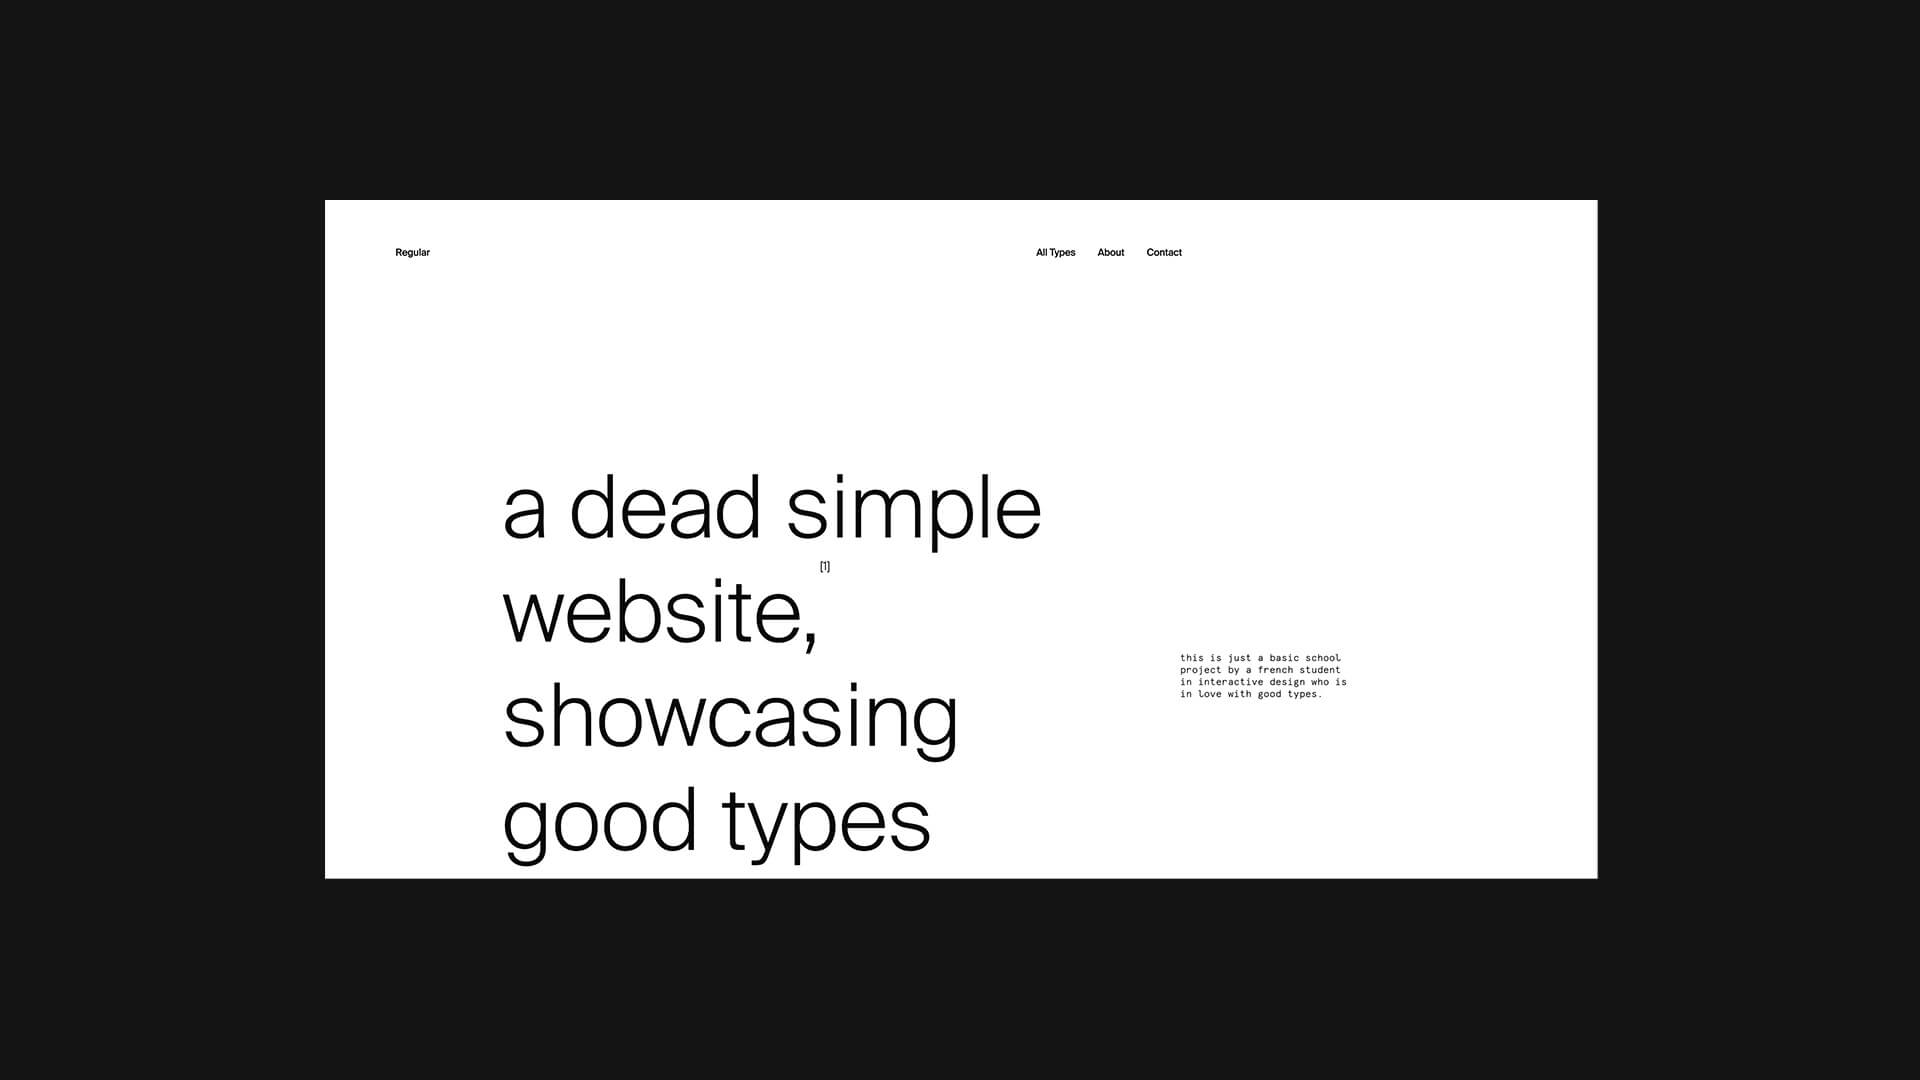 Regular
All Types About Contact
a dead simple
[1]
website,
showcasing
good types
this is just a basic school
project by a french student
in interactive design who is
in love with good types.